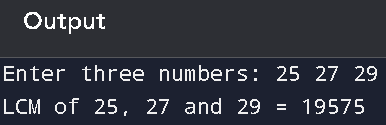 Output
Enter three numbers: 25 27 29
LCM of 25, 27 and 29 = 19575